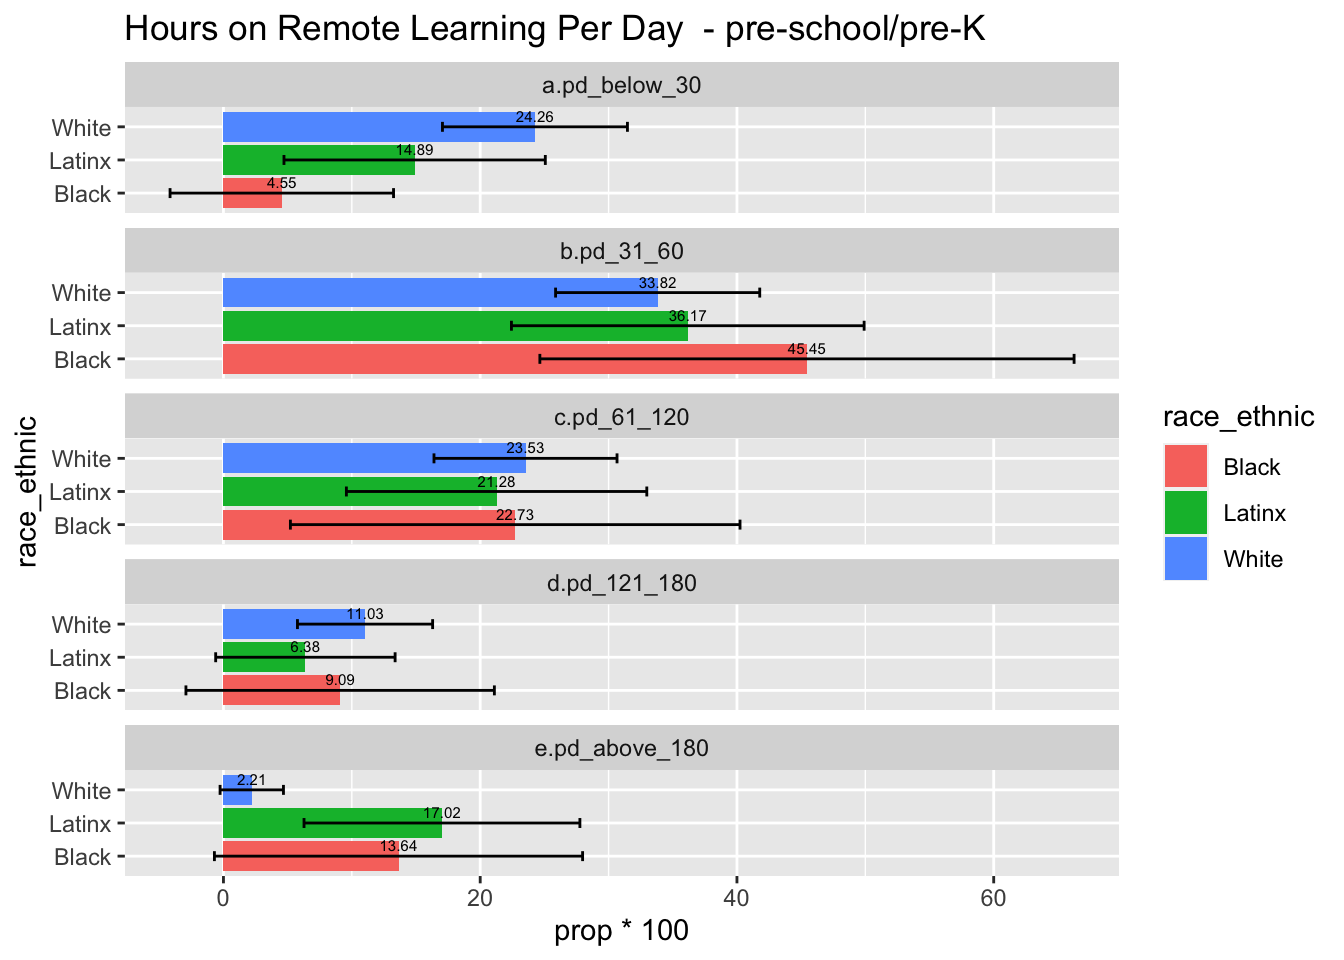 Hours on Remote Learning Per Day  - pre-school/pre-K
a.pd_below_30
White
24.26
Latinx
14.89
Black
4.55
b.pd_31_60
White
33.82
Latinx
36.17
Black
45.45
c.pd_61_120
White
23.53
Latinx
21.28
Black
22.73
d.pd_121_180
White
11.03
Latinx
6.38
Black
9.09
e.pd_above_180
White
2.21
Latinx
17.02
Black
13.64
0 20 40 60
prop * 100
race_ethnic
race_ethnic
Black
Latinx
White